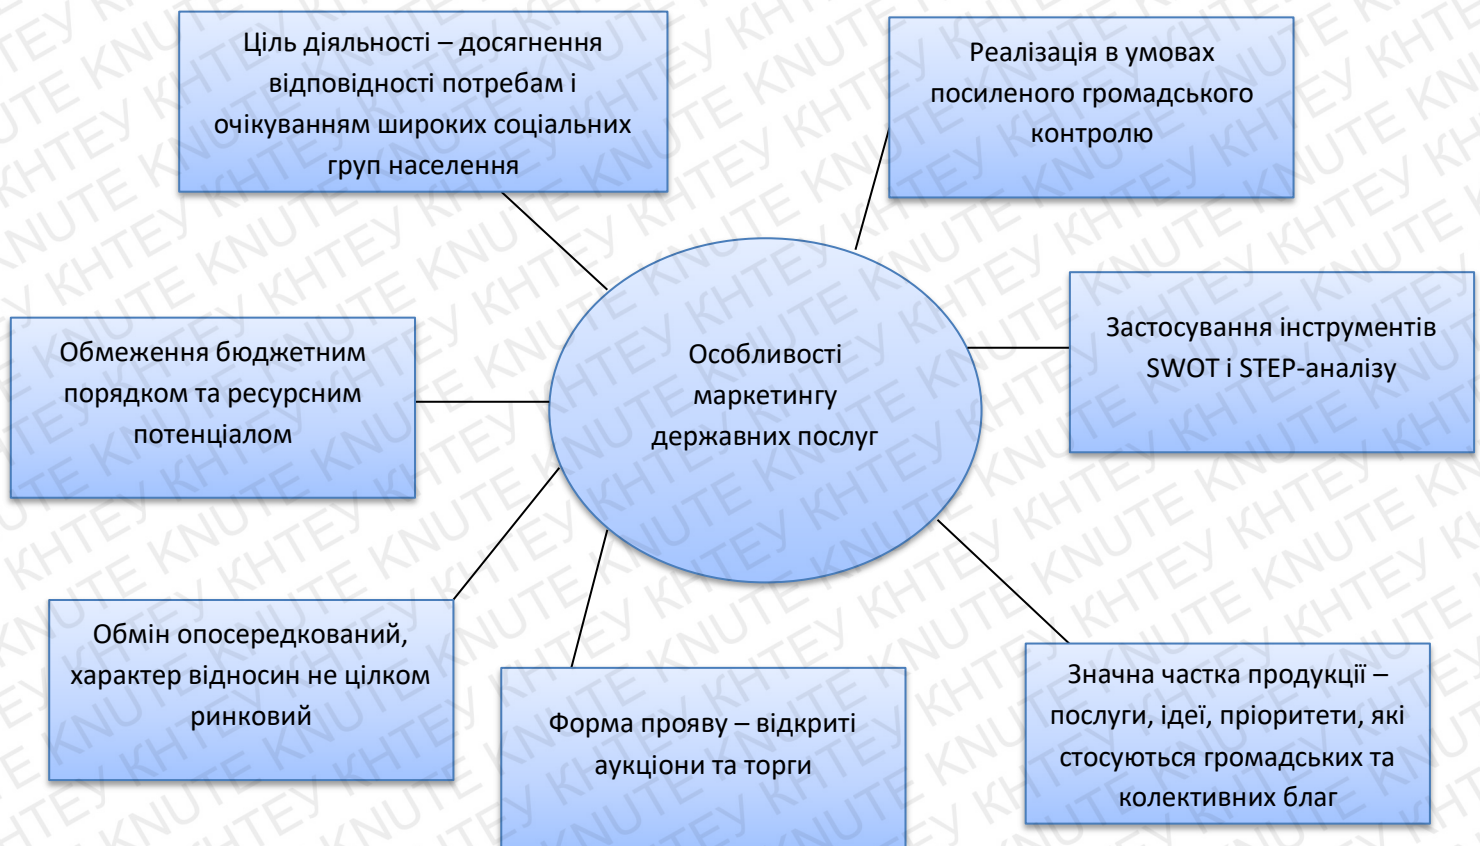 Ціль діяльності – досягнення
відповідності потребам і
очікуванням широких соціальних
груп населення
Реалізація в умовах
посиленого громадського
контролю
Обмеження бюджетним
порядком та ресурсним
потенціалом
Особливості
маркетингу
державних послуг
Застосування інструментів
SWOT і STEP-аналізу
Обмін опосередкований,
характер відносин не цілком
ринковий
Форма прояву – відкриті
аукціони та торги
Значна частка продукції –
послуги, ідеї, пріоритети, які
стосуються громадських та
колективних благ